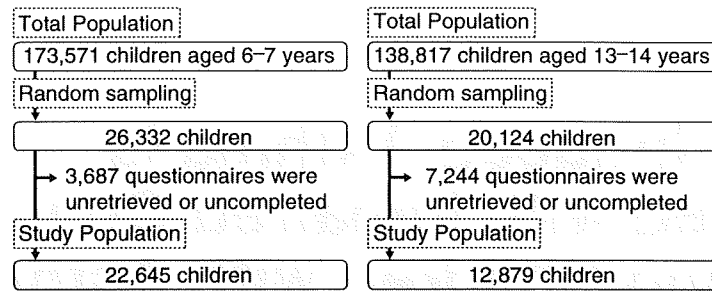 Total Population
173,571 children aged 6–7 years
Random sampling
26,332 children
3,687 questionnaires were
unretrieved or uncompleted
Study Population
22,645 children
Total Population
138,817 children aged 13–14 years
Random sampling
20,124 children
7,244 questionnaires were
unretrieved or uncompleted
Study Population
12,879 children